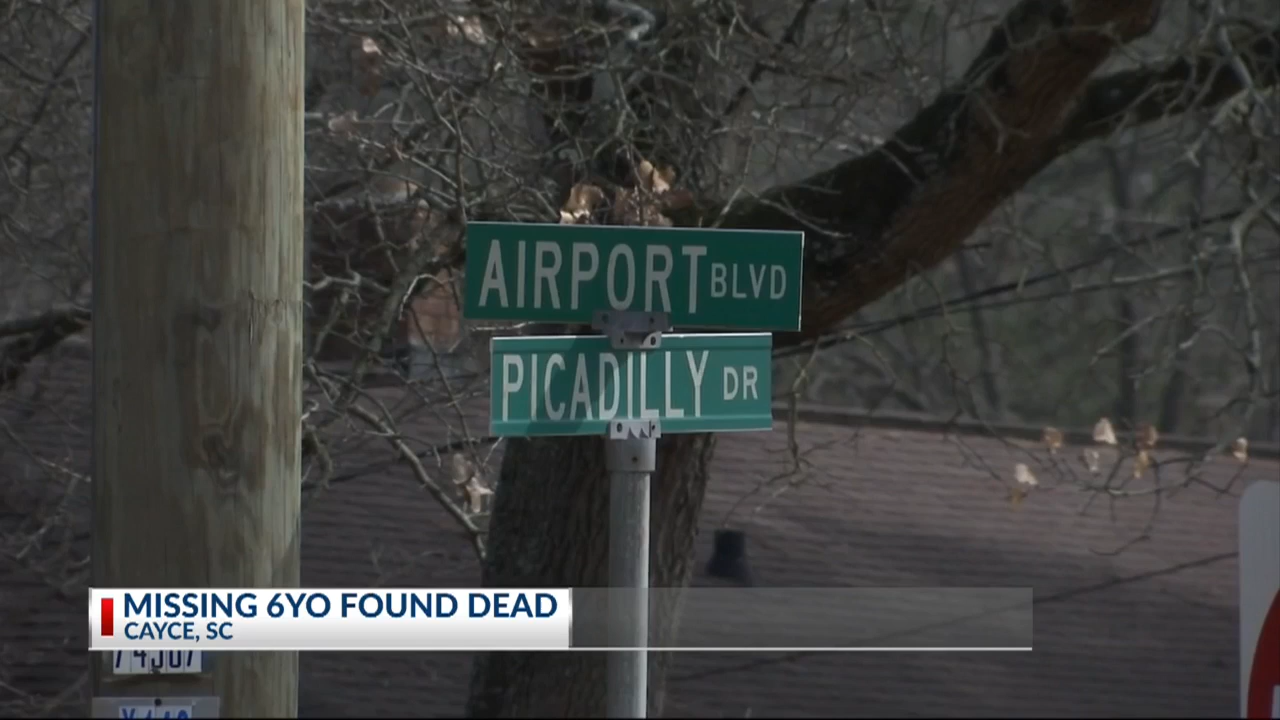 AIRPORT BLVD
PICADILLY DR
MISSING 6YO FOUND DEAD
CAYCE, SC